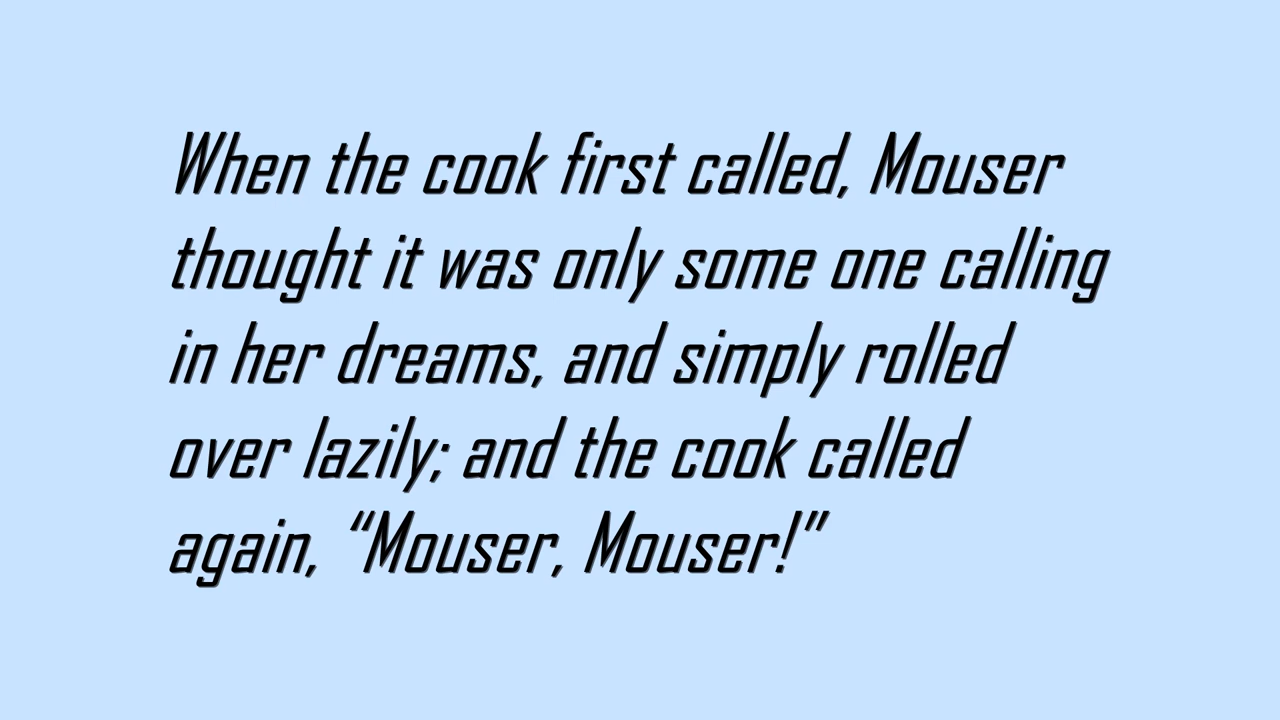 When the cook first called, Mouser
thought it was only some one calling
in her dreams, and simply rolled
over lazily; and the cook called
again, “Mouser, Mouser!”